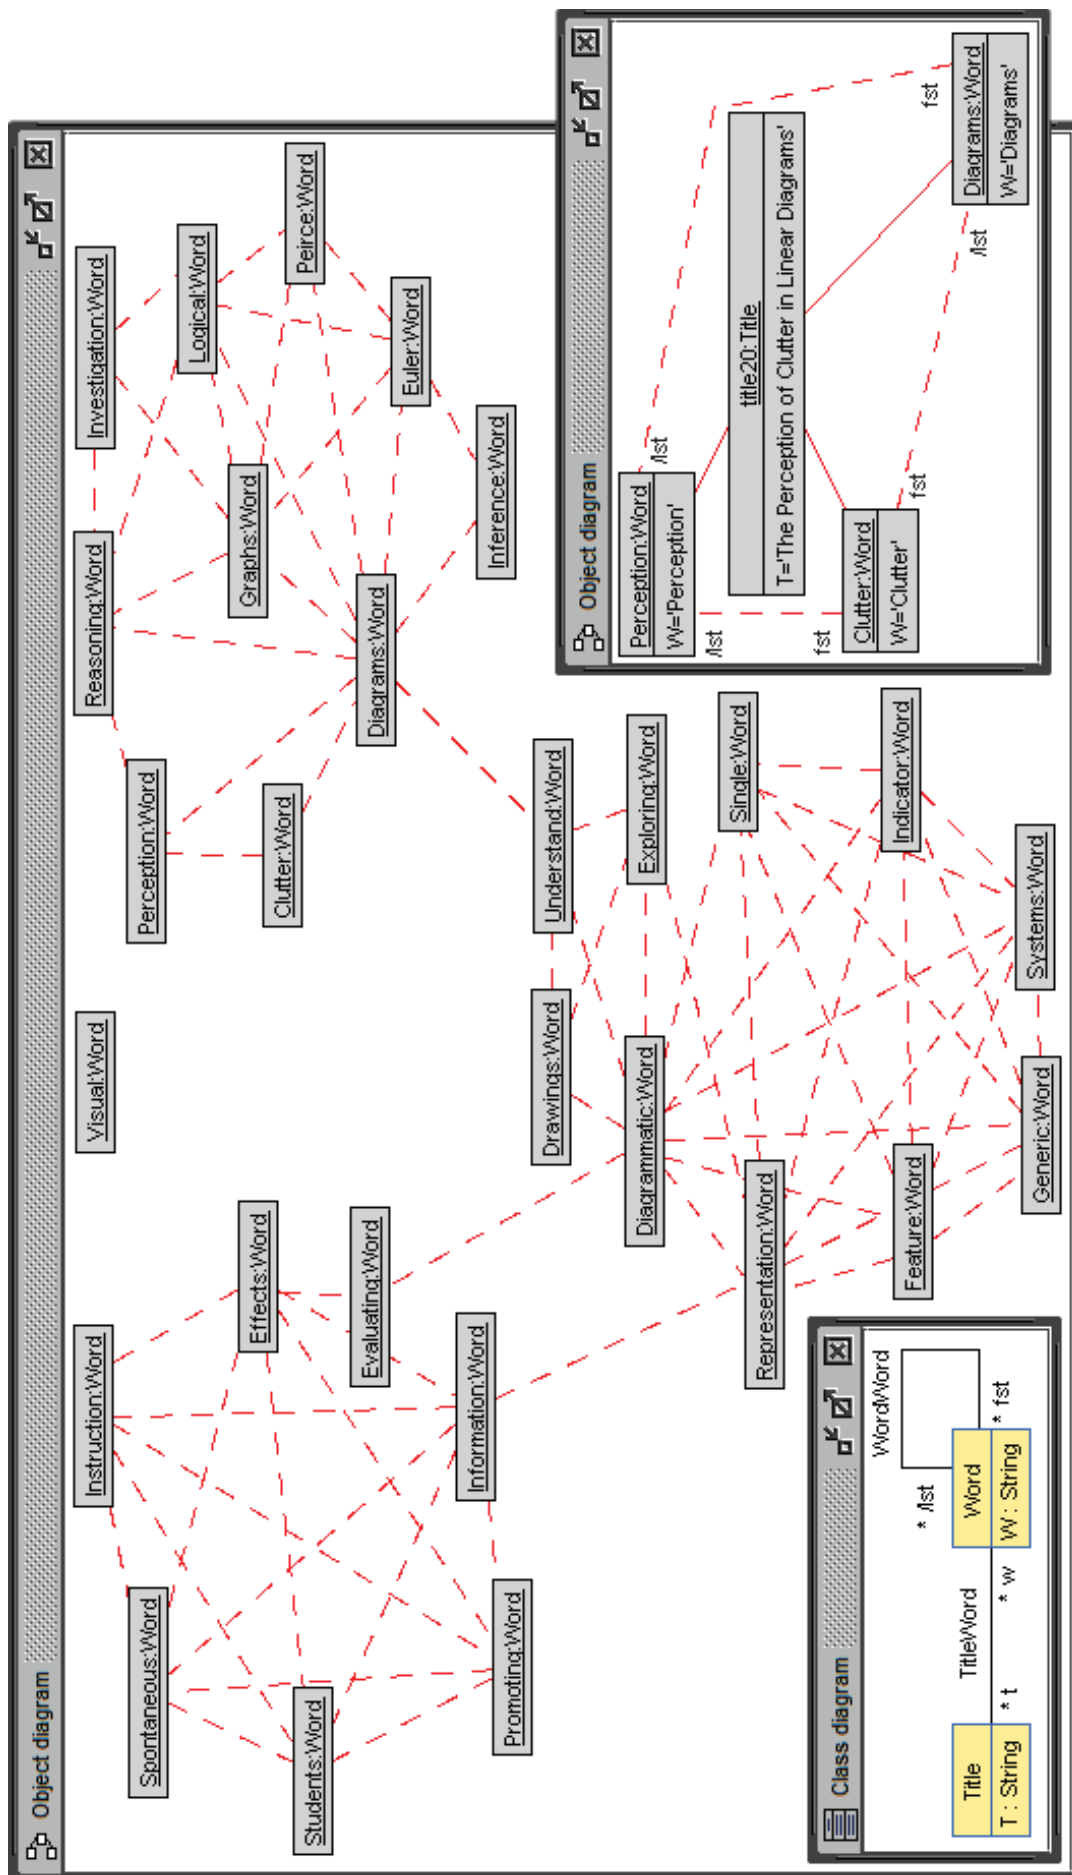 Object diagram
Spontaneous:Word
Instruction:Word
Students:Word
Effects:Word
Evaluating:Word
Promoting:Word
Information:Word
Visual:Word
Perception:Word
Clutter:Word
Reasoning:Word
Investigation:Word
Graphs:Word
Logical:Word
Peirce:Word
Diagrams:Word
Euler:Word
Inference:Word
Drawings:Word
Understand:Word
Diagrammatic:Word
Exploring:Word
Representation:Word
Single:Word
Feature:Word
Indicator:Word
Generic:Word
Systems:Word
Class diagram
WordWord
* /lst
Title
T : String
TitleWord
* t
* w
Word
W : String
* fst
Object diagram
Perception:Word
W='Perception'
/lst
/lst
title20:Title
T='The Perception of Clutter in Linear Diagrams'
fst
Clutter:Word
W='Clutter'
fst
/lst
fst
Diagrams:Word
W='Diagrams'